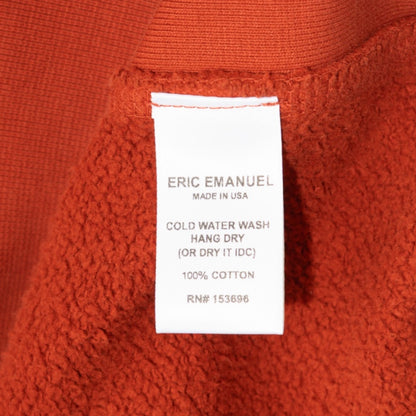 ERIC EMANUEL
MADE IN USA
COLD WATER WASH
HANG DRY
(OR DRY IT IDC)
100% COTTON
RN# 153696